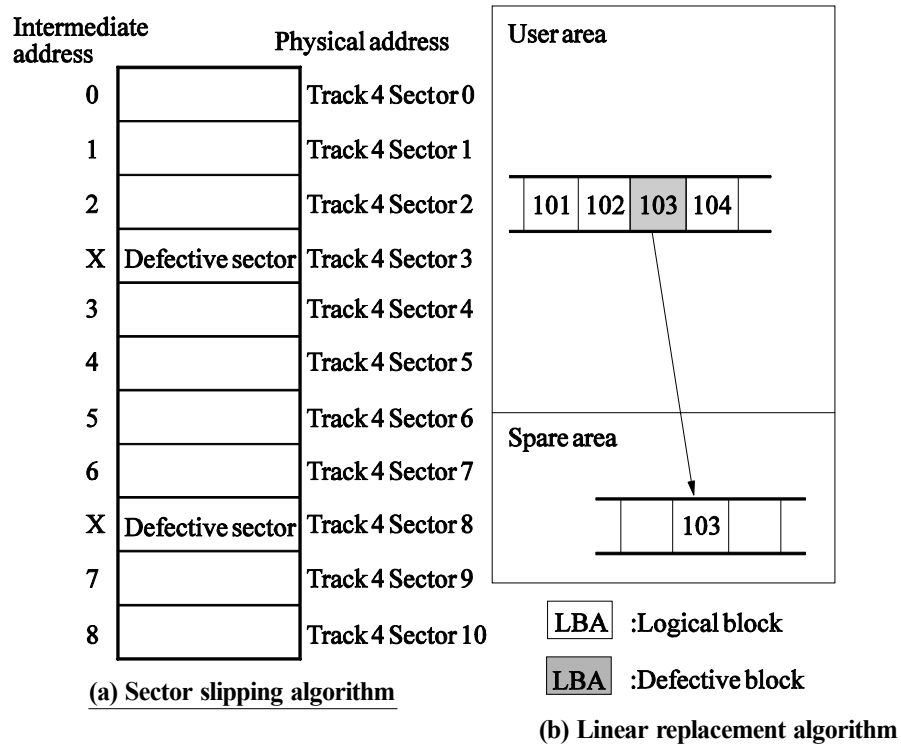 Intermediate
address
Physical address
0 Track 4 Sector 0
1 Track 4 Sector 1
2 Track 4 Sector 2
X Defective sector Track 4 Sector 3
3 Track 4 Sector 4
4 Track 4 Sector 5
5 Track 4 Sector 6
6 Track 4 Sector 7
X Defective sector Track 4 Sector 8
7 Track 4 Sector 9
8 Track 4 Sector 10
(a) Sector slipping algorithm
User area
101 102 103 104
Spare area
103
LBA :Logical block
LBA :Defective block
(b) Linear replacement algorithm